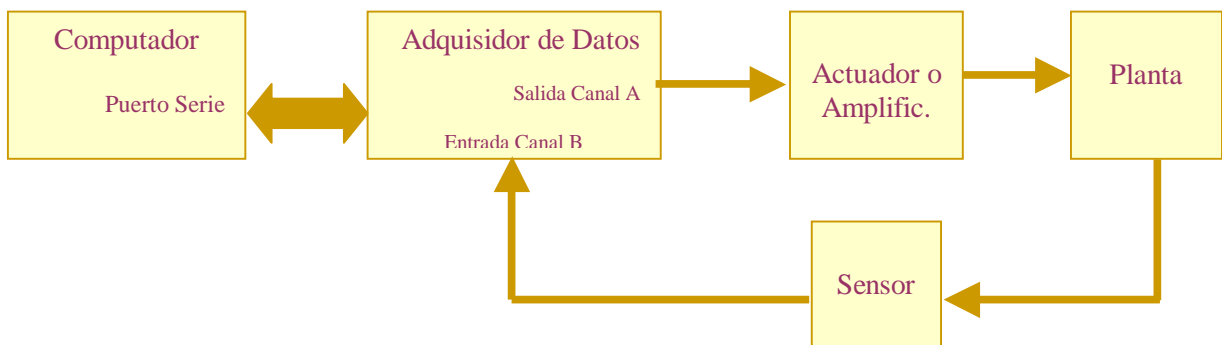 Computador
Puerto Serie
Adquisidor de Datos
Salida Canal A
Entrada Canal B
Actuador o
Amplific.
Planta
Sensor